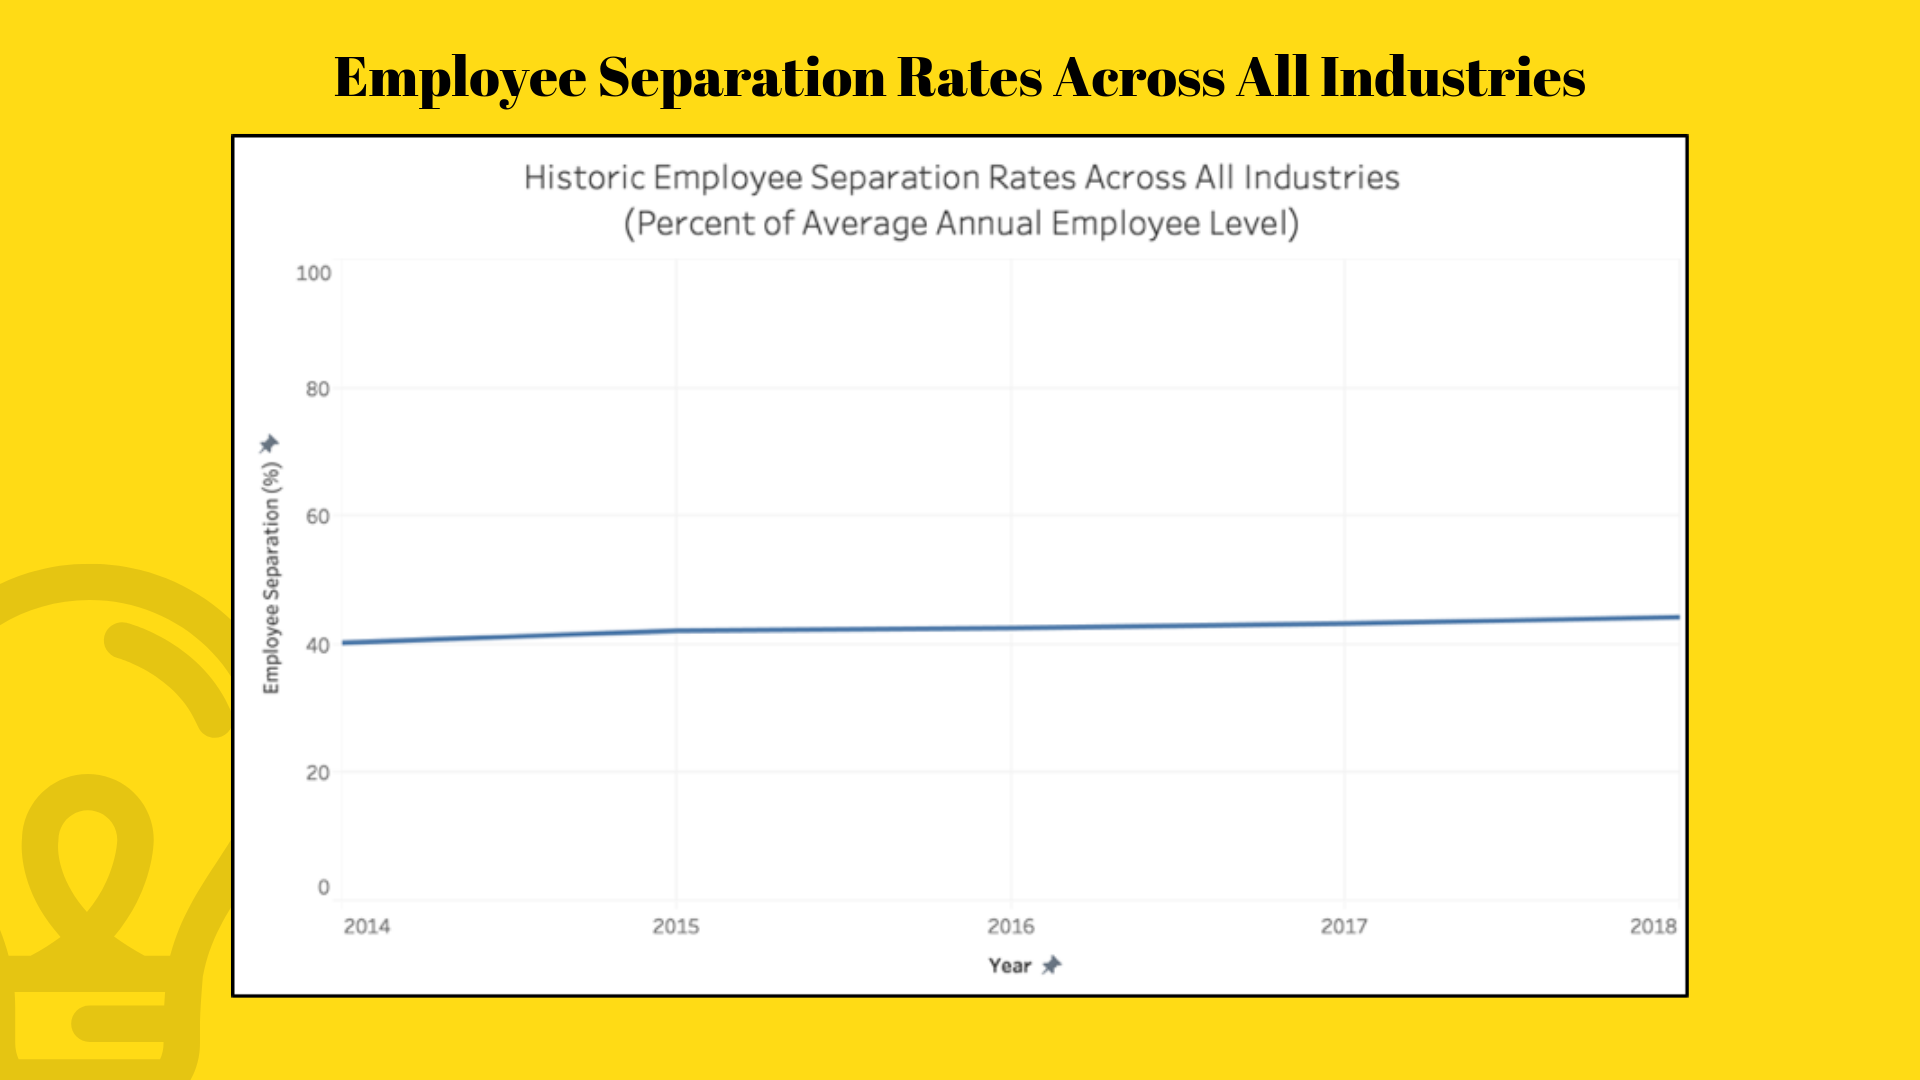 Employee Separation Rates Across All Industries
Historic Employee Separation Rates Across All Industries
(Percent of Average Annual Employee Level)
100
80
60
40
20
0
Employee Separation (%)
2014 2015 2016 2017 2018
Year